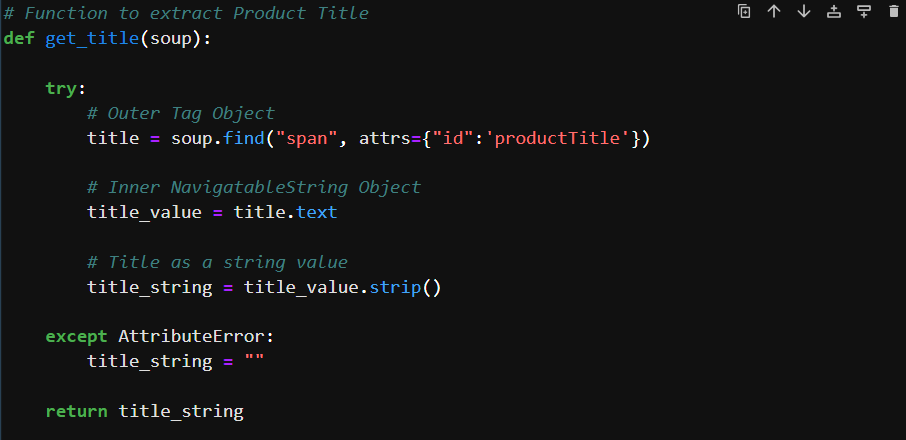 # Function to extract Product Title
def get_title(soup):
    try:
        # Outer Tag Object
        title = soup.find("span", attrs={"id":'productTitle'})
        # Inner NavigatableString Object
        title_value = title.text
        # Title as a string value
        title_string = title_value.strip()
    except AttributeError:
        title_string = ""
    return title_string